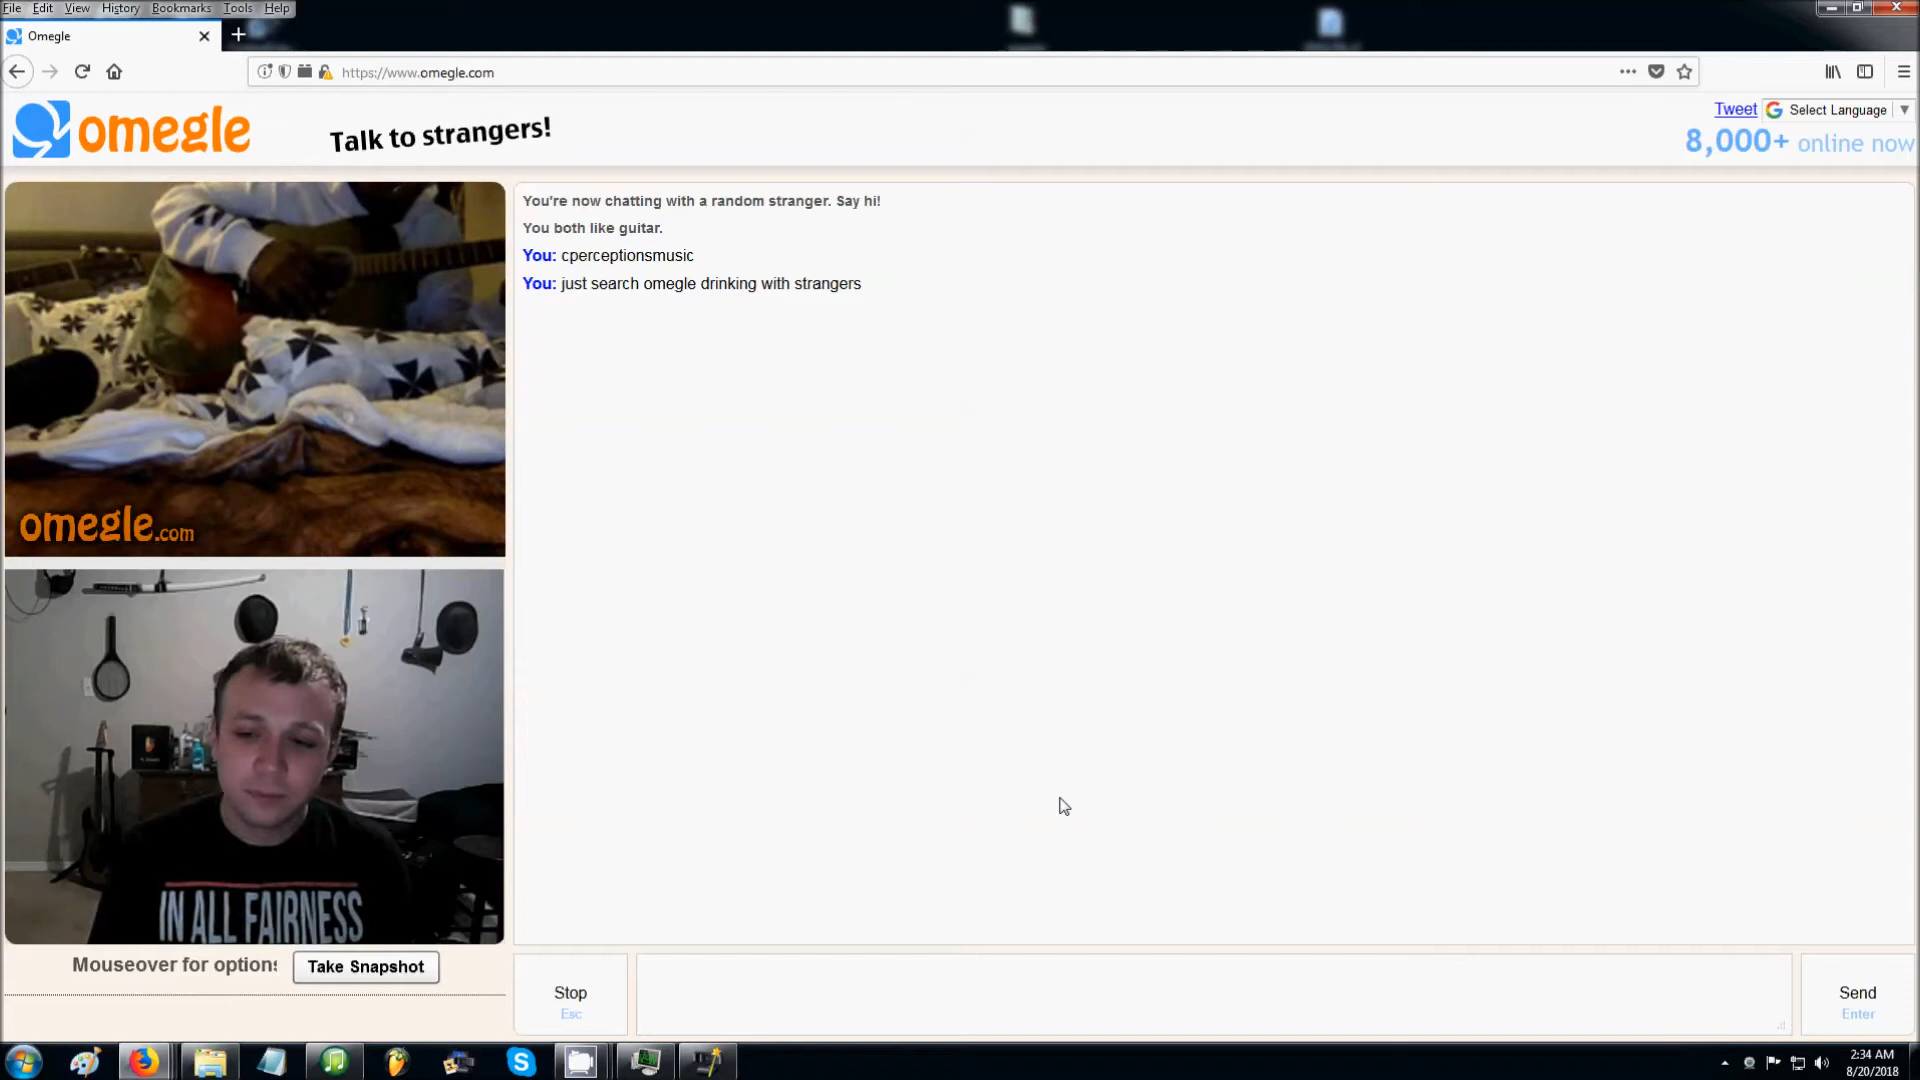 File Edit View History Bookmarks Tools Help
Omegle
https://www.omegle.com
omegle
Talk to strangers!
Tweet
Select Language
8,000+ online now
You're now chatting with a random stranger. Say hi!
You both like guitar.
You: cperceptionsmusic
You: just search omegle drinking with strangers
omegle.com
IN ALL FAIRNESS
Mouseover for options
Take Snapshot
Stop
Esc
Send
Enter
2:34 AM
8/20/2018